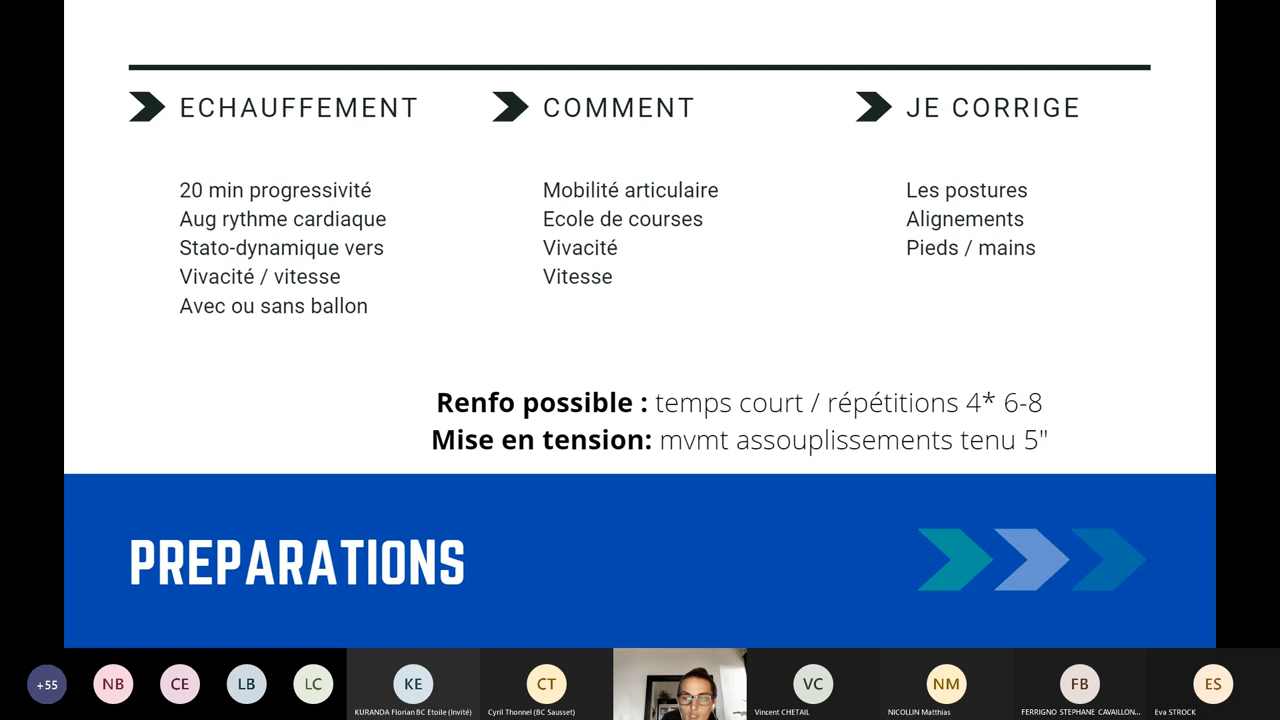 ECHAUFFEMENT
20 min progressivité
Aug rythme cardiaque
Stato-dynamique vers
Vivacité / vitesse
Avec ou sans ballon
COMMENT
Mobilité articulaire
Ecole de courses
Vivacité
Vitesse
JE CORRIGE
Les postures
Alignements
Pieds / mains
Renfo possible : temps court / répétitions 4* 6-8
Mise en tension: mvmt assouplissements tenu 5"
PREPARATIONS
+55
NB
CE
LB
LC
KE
KURANDA Florian BC Etoile (Invité)
CT
Cyril Thonnel (BC Sausset)
VC
Vincent CHETAIL
NM
NICOLLIN Matthias
FB
FERRIGNO STEPHANE CAVAILLON...
ES
Eva STROCK